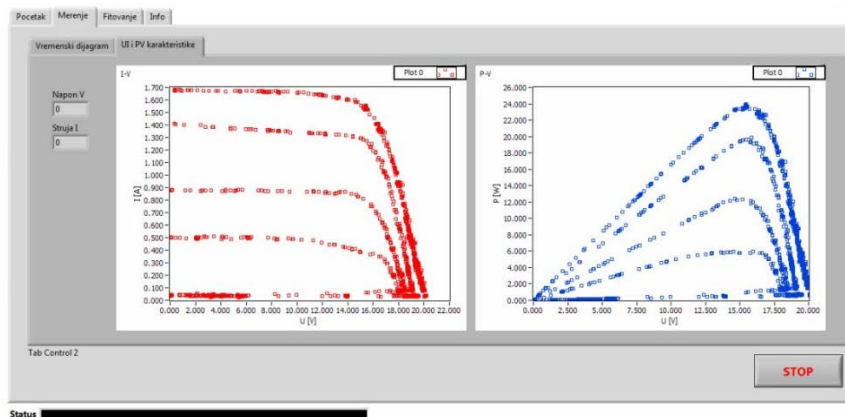 Pocetak Merenje Fitovanje Info
Vremenski dijagram UI i PV karakteristike
Napon V
0
Struja I
0
I-V
Plot 0
I [A]
1.700
1.600
1.500
1.400
1.300
1.200
1.100
1.000
0.900
0.800
0.700
0.600
0.500
0.400
0.300
0.200
0.100
0.000
0.000 2.000 4.000 6.000 8.000 10.000 12.000 14.000 16.000 18.000 20.000 22.000
U [V]
P-V
Plot 0
P [W]
26.000
24.000
22.000
20.000
18.000
16.000
14.000
12.000
10.000
8.000
6.000
4.000
2.000
0.000
0.000 2.500 5.000 7.500 10.000 12.500 15.000 17.500 20.000
U [V]
Tab Control 2
STOP
Status